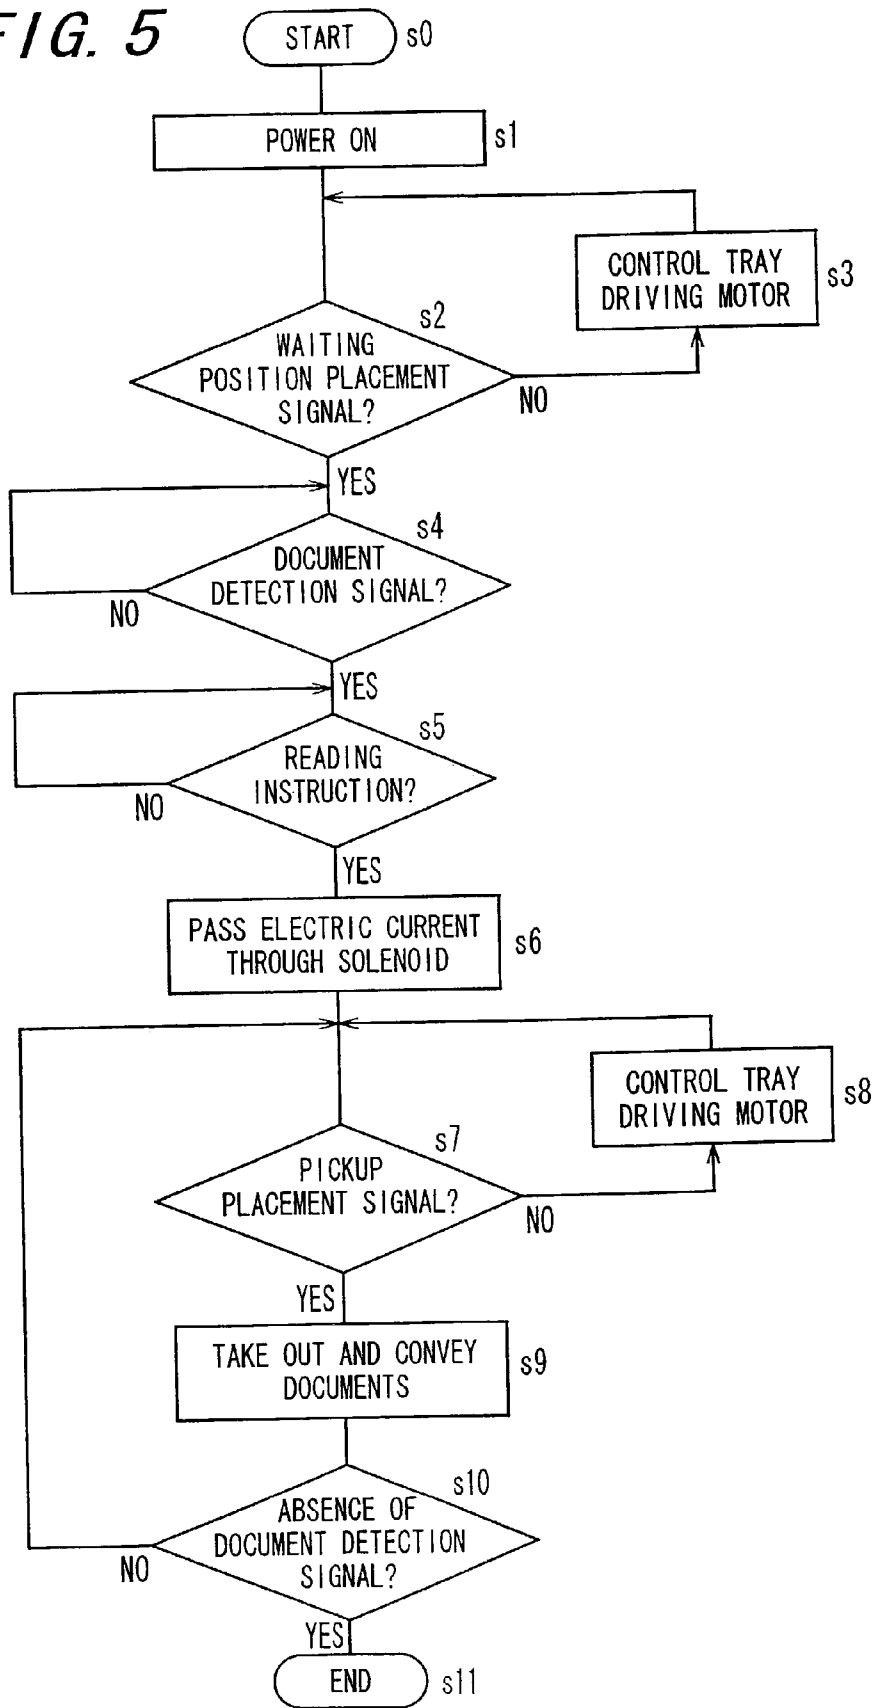 FIG. 5
START s0
POWER ON s1
CONTROL TRAY
DRIVING MOTOR s3
s2
WAITING
POSITION PLACEMENT
SIGNAL?
NO
YES
s4
DOCUMENT
DETECTION SIGNAL?
NO
YES
s5
READING
INSTRUCTION?
NO
YES
PASS ELECTRIC CURRENT
THROUGH SOLENOID s6
CONTROL TRAY
DRIVING MOTOR s8
s7
PICKUP
PLACEMENT SIGNAL?
NO
YES
TAKE OUT AND CONVEY
DOCUMENTS s9
s10
ABSENCE OF
DOCUMENT DETECTION
SIGNAL?
NO
YES
END s11